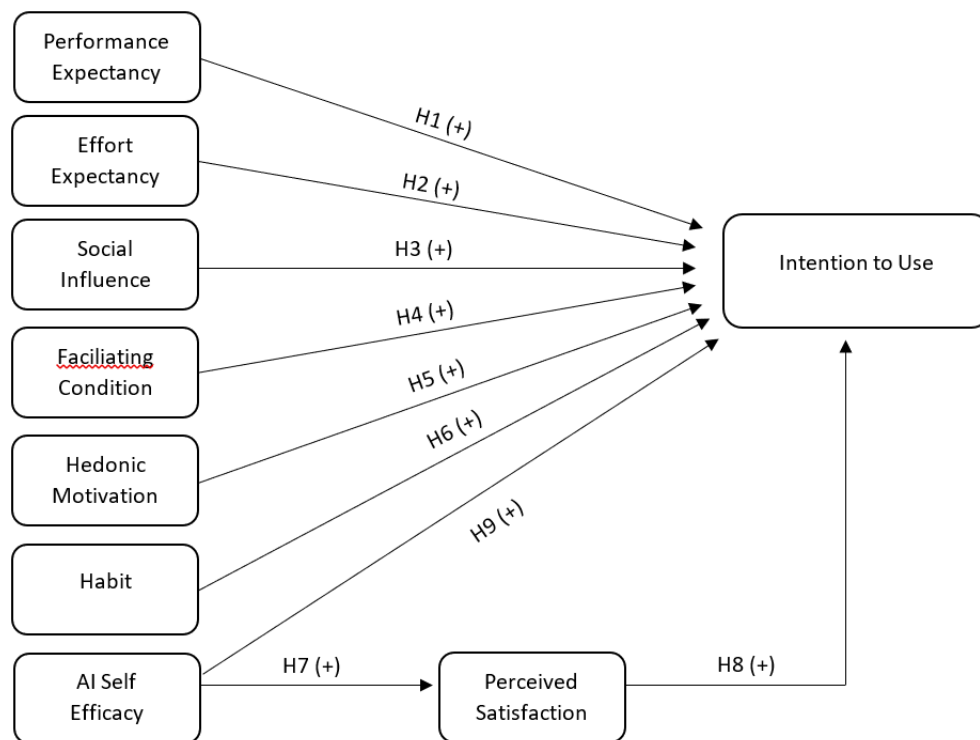 Performance
Expectancy
H1 (+)
Effort
Expectancy
H2 (+)
Social
Influence
H3 (+)
Intention to Use
Faciliating
Condition
H4 (+)
Hedonic
Motivation
H5 (+)
H6 (+)
Habit
H9 (+)
AI Self
Efficacy
H7 (+)
Perceived
Satisfaction
H8 (+)